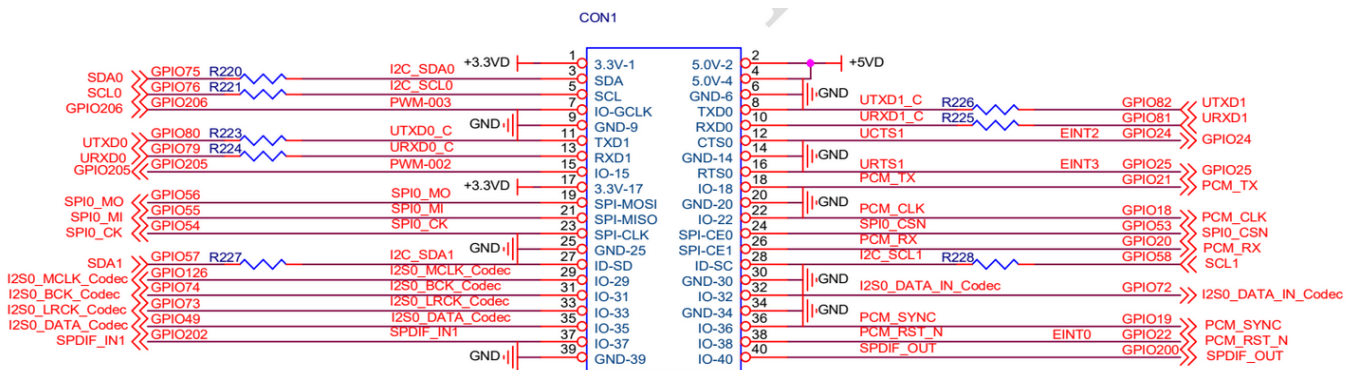 CON1
+3.3VD 1 3.3V-1 5.0V-2 2 +5VD
SDA0 GPIO75 R220 I2C_SDA0 3 SDA 5.0V-4 4
SCL0 GPIO76 R221 I2C_SCL0 5 SCL GND-6 6 GND
GPIO206 GPIO206 PWM-003 7 IO-GCLK TXD0 8 UTXD1_C R226 GPIO82 UTXD1
GND 9 GND-9 RXD0 10 URXD1_C R225 GPIO81 URXD1
UTXD0 GPIO80 R223 UTXD0_C 11 TXD1 CTS0 12 UCTS1 EINT2 GPIO24 GPIO24
URXD0 GPIO79 R224 URXD0_C 13 RXD1 GND-14 14 GND
GPIO205 GPIO205 PWM-002 15 IO-15 RTS0 16 URTS1 EINT3 GPIO25 GPIO25
+3.3VD 17 3.3V-17 IO-18 18 PCM_TX GPIO21 PCM_TX
SPI0_MO GPIO56 SPI0_MO 19 SPI-MOSI GND-20 20 GND
SPI0_MI GPIO55 SPI0_MI 21 SPI-MISO IO-22 22 PCM_CLK GPIO18 PCM_CLK
SPI0_CK GPIO54 SPI0_CK 23 SPI-CLK SPI-CE0 24 SPI0_CSN GPIO53 SPI0_CSN
GND 25 GND-25 SPI-CE1 26 PCM_RX GPIO20 PCM_RX
SDA1 GPIO57 R227 I2C_SDA1 27 ID-SD ID-SC 28 I2C_SCL1 R228 GPIO58 SCL1
I2S0_MCLK_Codec GPIO126 I2S0_MCLK_Codec 29 IO-29 GND-30 30 GND
I2S0_BCK_Codec GPIO74 I2S0_BCK_Codec 31 IO-31 IO-32 32 I2S0_DATA_IN_Codec GPIO72 I2S0_DATA_IN_Codec
I2S0_LRCK_Codec GPIO73 I2S0_LRCK_Codec 33 IO-33 GND-34 34 GND
I2S0_DATA_Codec GPIO49 I2S0_DATA_Codec 35 IO-35 IO-36 36 PCM_SYNC GPIO19 PCM_SYNC
SPDIF_IN1 GPIO202 SPDIF_IN1 37 IO-37 IO-38 38 PCM_RST_N EINT0 GPIO22 PCM_RST_N
GND 39 GND-39 IO-40 40 SPDIF_OUT GPIO200 SPDIF_OUT